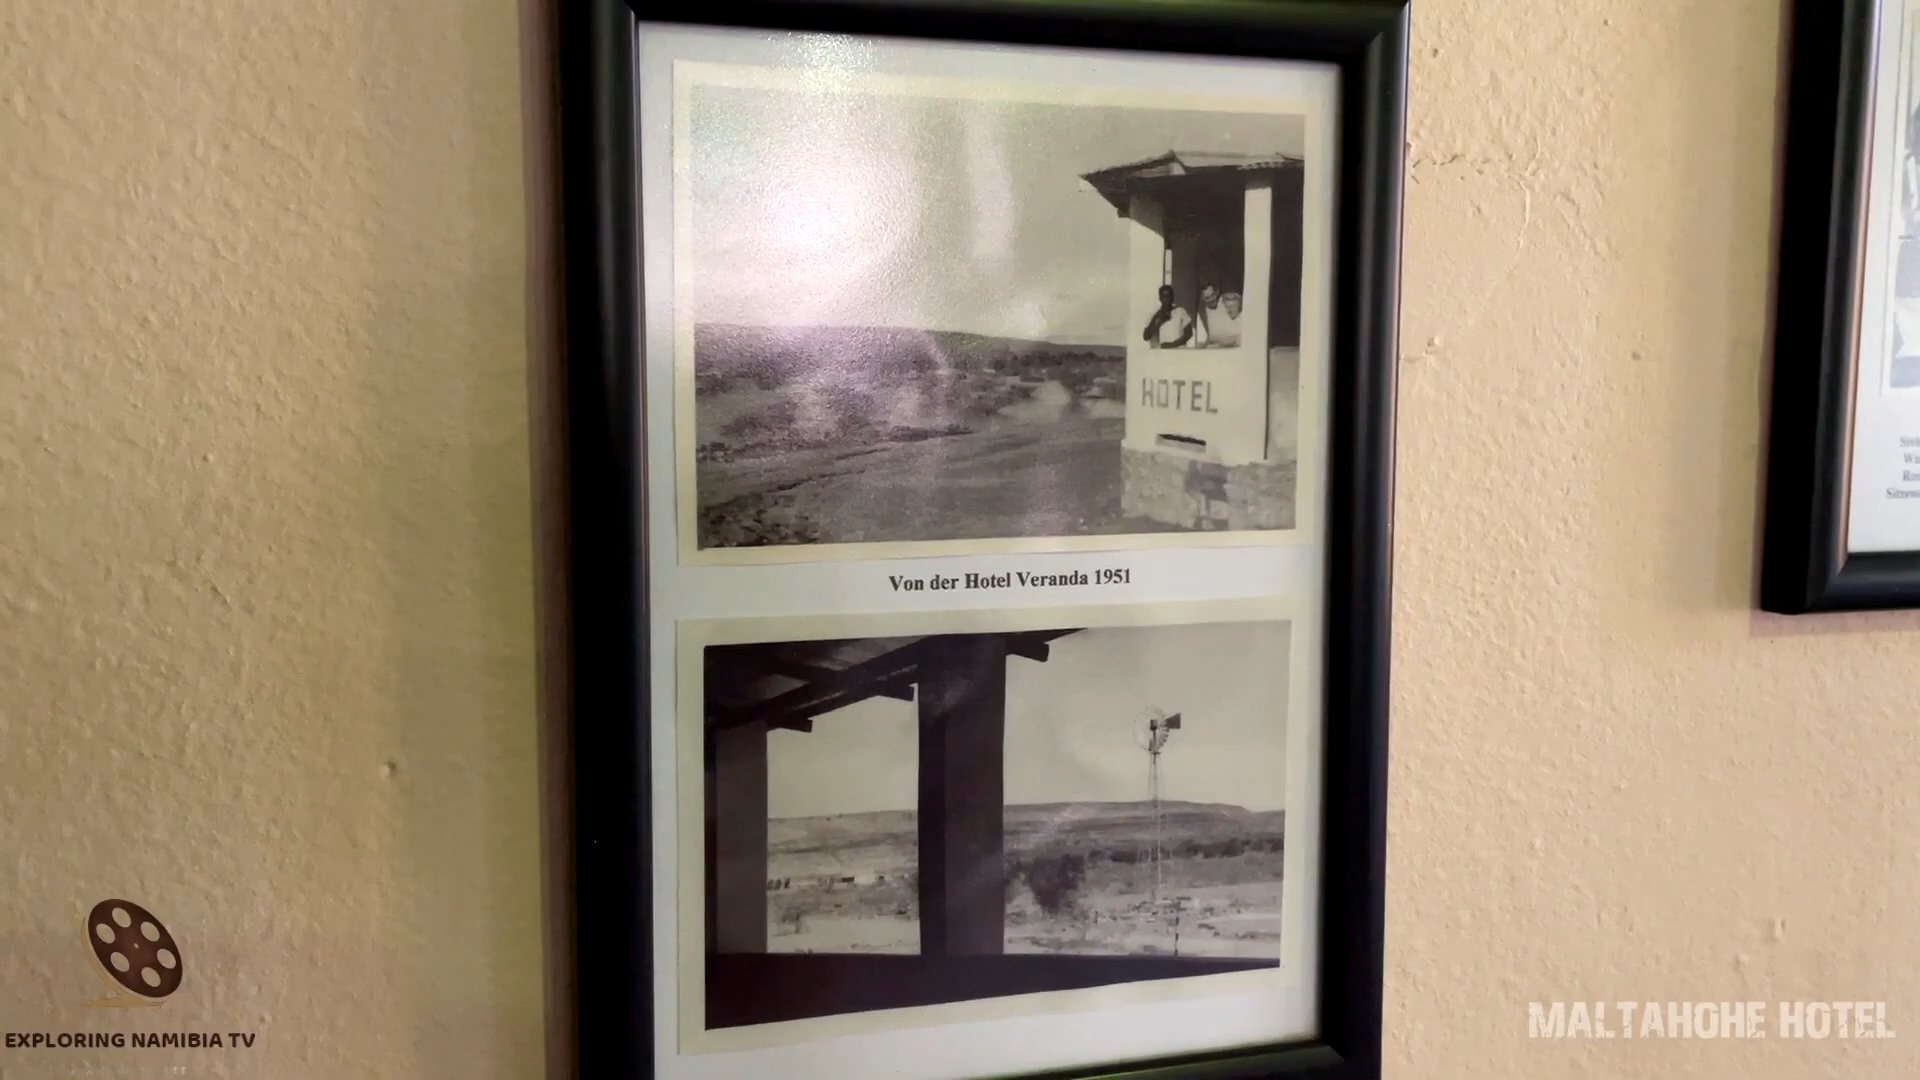 HOTEL
Von der Hotel Veranda 1951
EXPLORING NAMIBIA TV
MALTAHOHE HOTEL